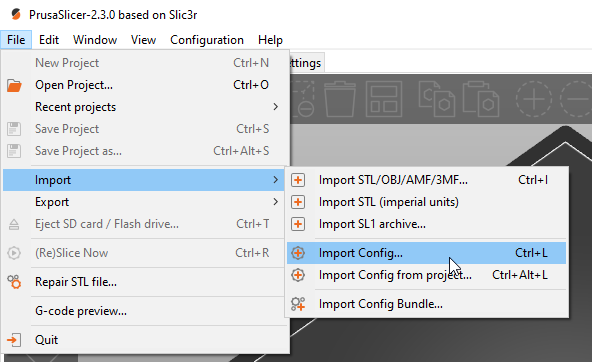 PrusaSlicer-2.3.0 based on Slic3r
File Edit Window View Configuration Help
ttings
New Project Ctrl+N
Open Project... Ctrl+O
Recent projects
Save Project Ctrl+S
Save Project as... Ctrl+Alt+S
Import
Export
Eject SD card / Flash drive... Ctrl+T
(Re)Slice Now Ctrl+R
Repair STL file...
G-code preview...
Quit
Import STL/OBJ/AMF/3MF... Ctrl+I
Import STL (imperial units)
Import SL1 archive...
Import Config... Ctrl+L
Import Config from project... Ctrl+Alt+L
Import Config Bundle...